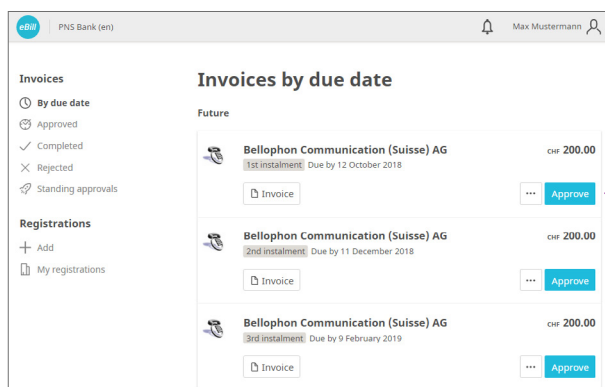 eBill
PNS Bank (en)
Max Mustermann
Invoices
By due date
Approved
Completed
Rejected
Standing approvals
Registrations
Add
My registrations
Invoices by due date
Future
Bellophon Communication (Suisse) AG
CHF 200.00
1st instalment Due by 12 October 2018
Invoice
... Approve
Bellophon Communication (Suisse) AG
CHF 200.00
2nd instalment Due by 11 December 2018
Invoice
... Approve
Bellophon Communication (Suisse) AG
CHF 200.00
3rd instalment Due by 9 February 2019
Invoice
... Approve